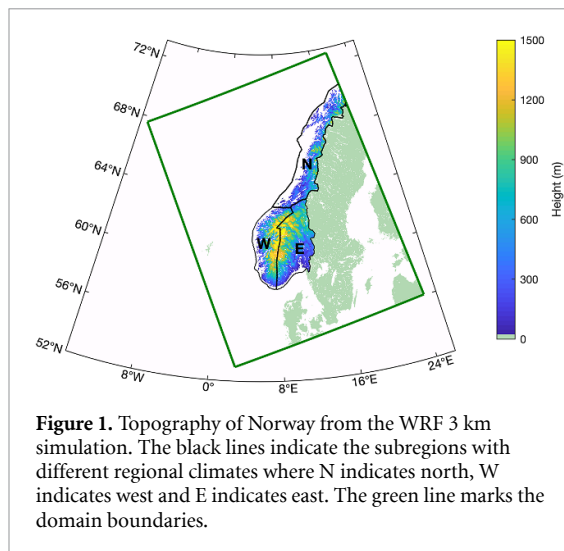 72°N
68°N
64°N
60°N
56°N
52°N
8°W
0°
8°E
16°E
24°E
N
W
E
1500
1200
900
600
300
0
Height (m)
Figure 1. Topography of Norway from the WRF 3 km
simulation. The black lines indicate the subregions with
different regional climates where N indicates north, W
indicates west and E indicates east. The green line marks the
domain boundaries.